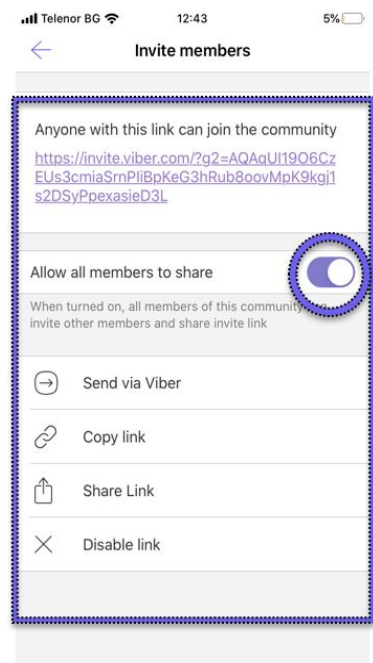 Telenor BG 12:43 5%
Invite members
Anyone with this link can join the community
https://invite.viber.com/?g2=AQAqUI19O6Cz
EUs3cmiaSrnPIiBpKeG3hRub8oovMpK9kgj1
s2DSyPpexasieD3L
Allow all members to share
When turned on, all members of this community
invite other members and share invite link
Send via Viber
Copy link
Share Link
Disable link